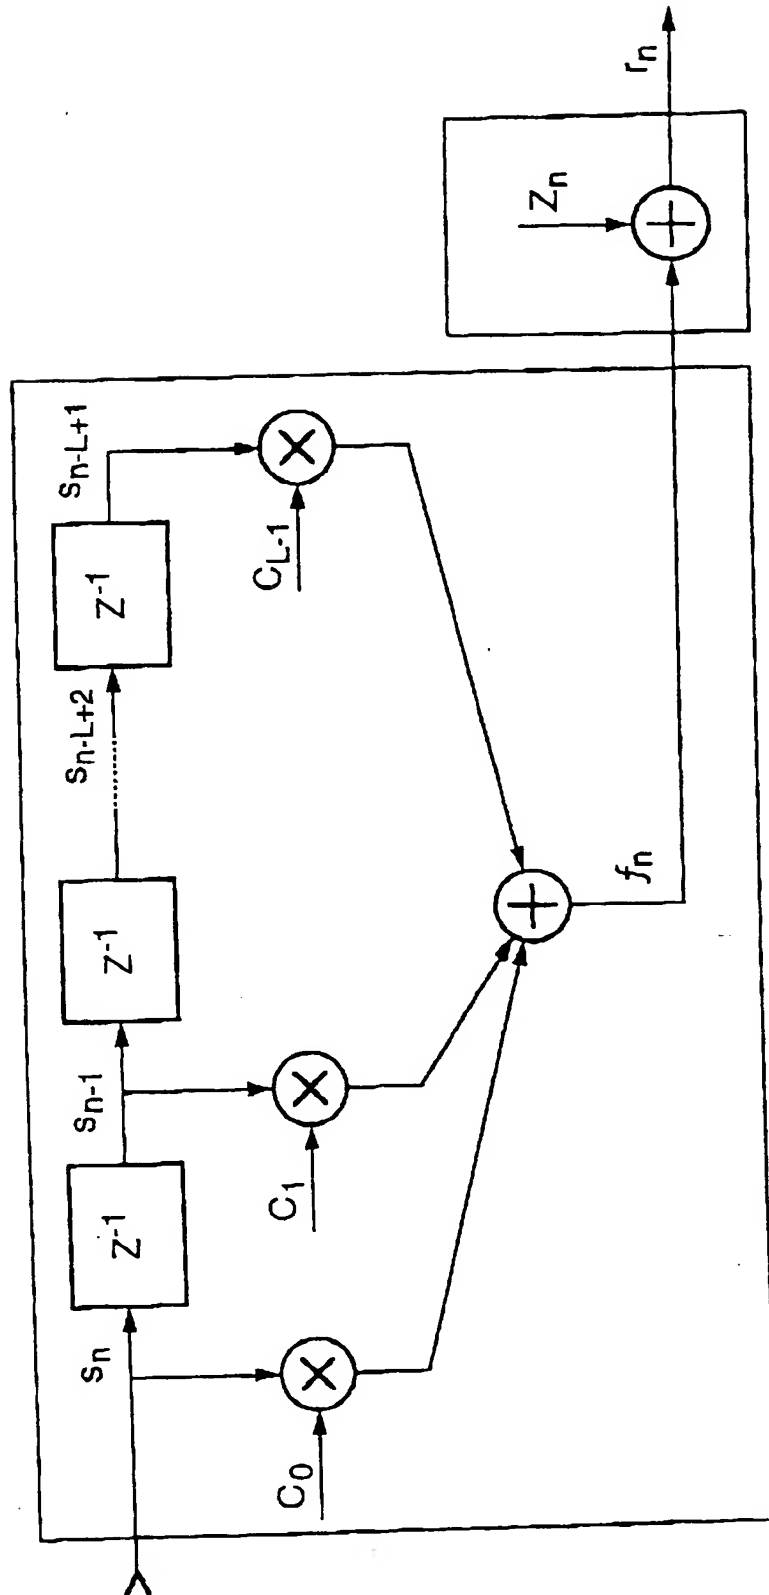 s_n
Z^-1
s_n-1
Z^-1
s_n-L+2
Z^-1
s_n-L+1
C_0
C_1
C_L-1
f_n
Z_n
r_n